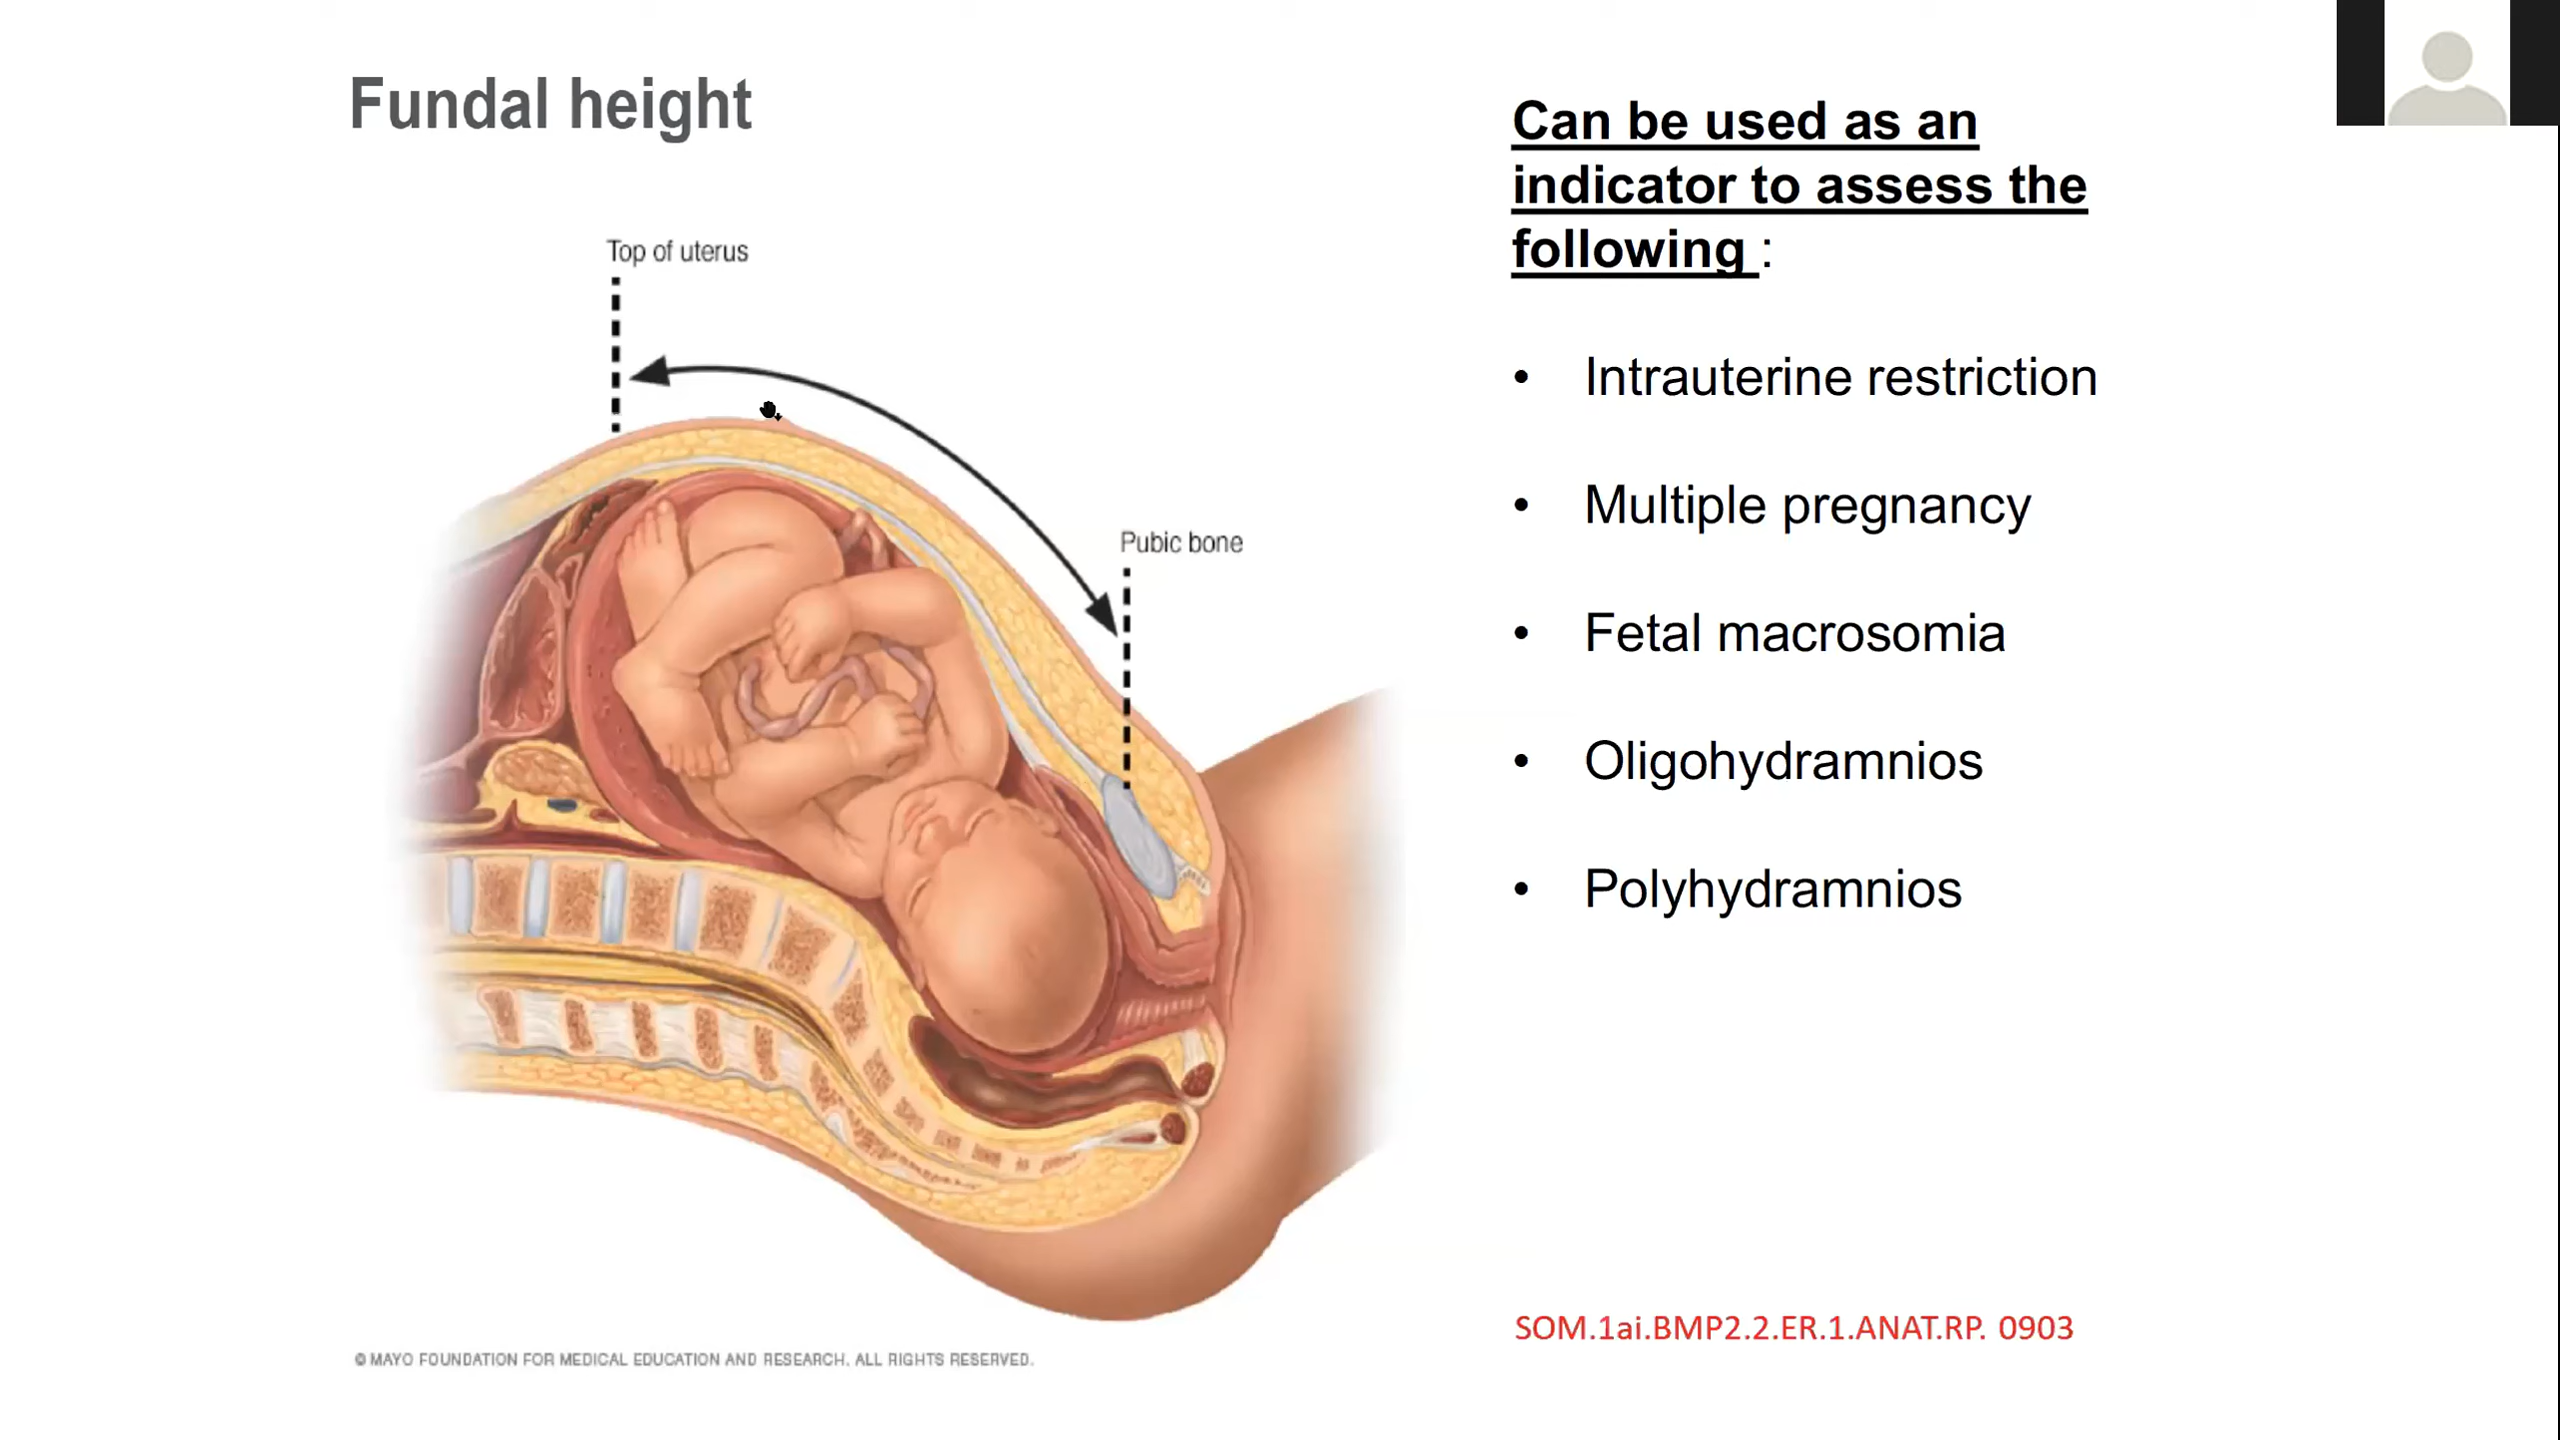 Fundal height
Top of uterus
Pubic bone
© MAYO FOUNDATION FOR MEDICAL EDUCATION AND RESEARCH. ALL RIGHTS RESERVED.
Can be used as an
indicator to assess the
following :
• Intrauterine restriction
• Multiple pregnancy
• Fetal macrosomia
• Oligohydramnios
• Polyhydramnios
SOM.1ai.BMP2.2.ER.1.ANAT.RP. 0903